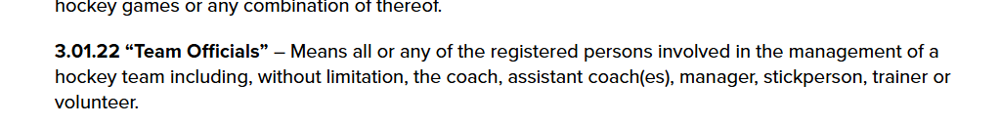 hockey games or any combination of thereof.
3.01.22 “Team Officials” – Means all or any of the registered persons involved in the management of a
hockey team including, without limitation, the coach, assistant coach(es), manager, stickperson, trainer or
volunteer.